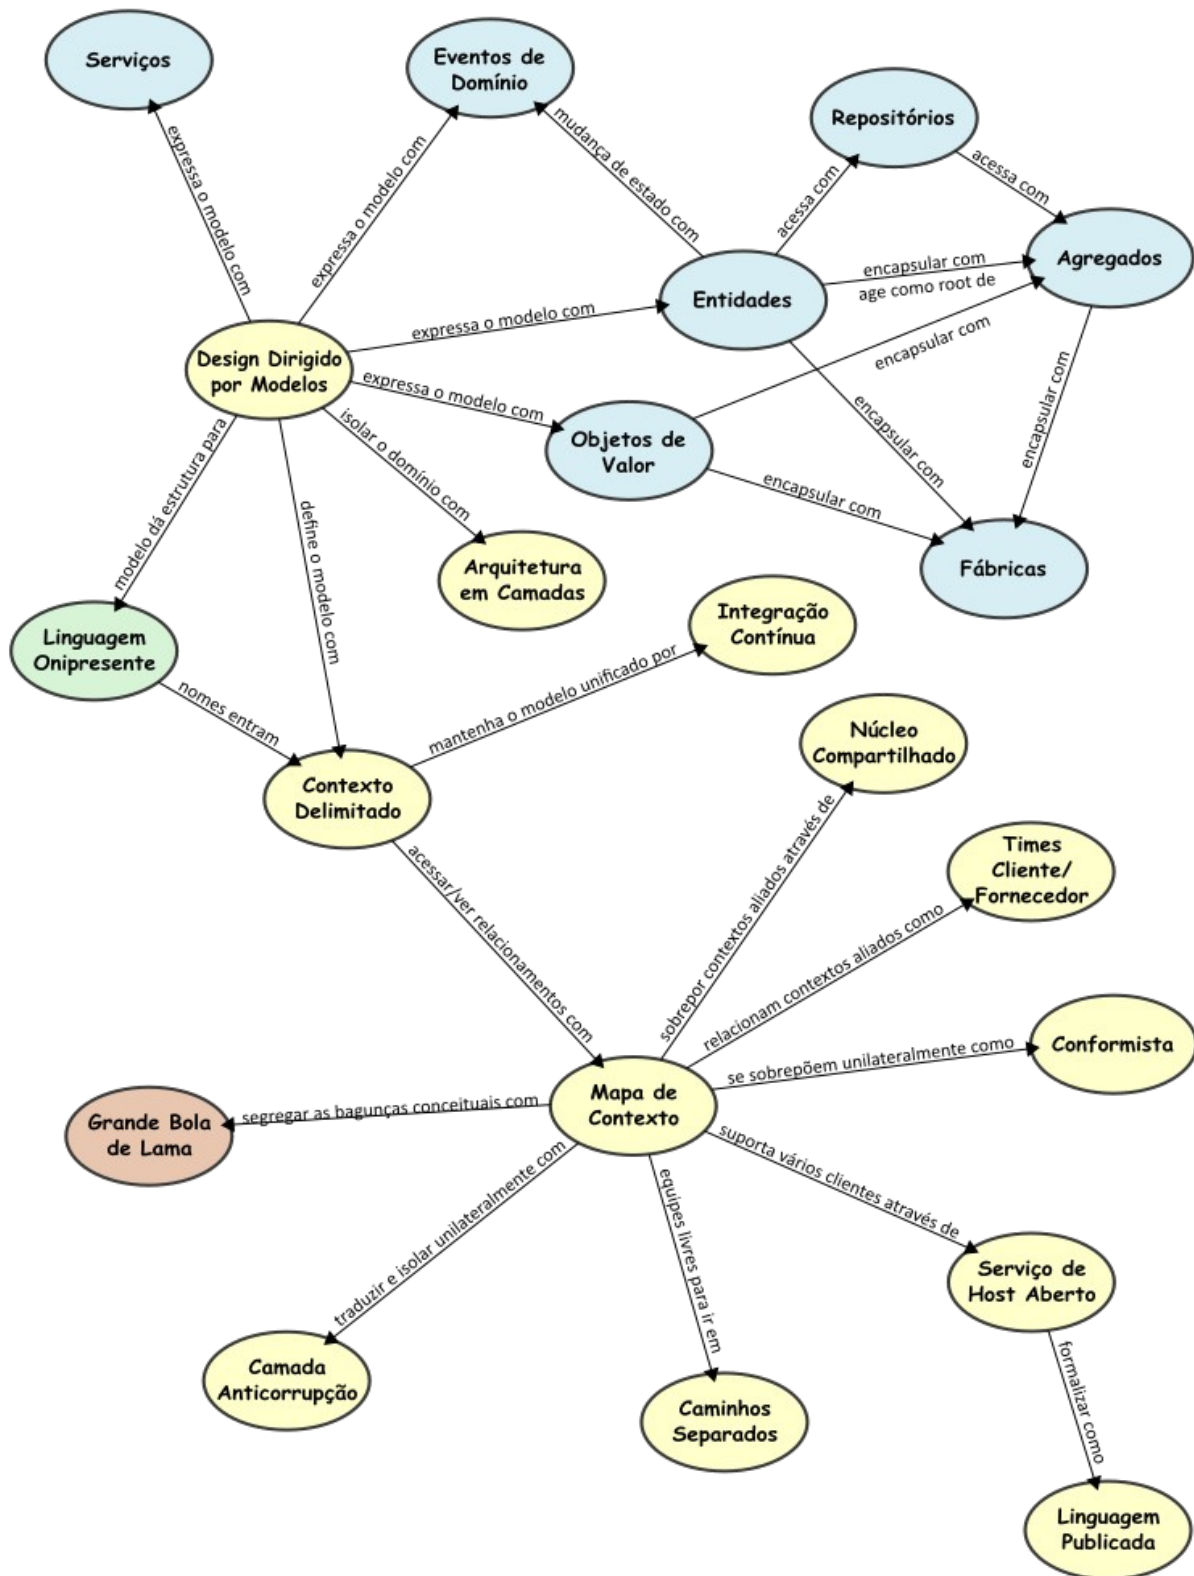 Serviços
Eventos de
Domínio
Repositórios
expressa o modelo com
expressa o modelo com
mudança de estado com
acessa com
acessa com
Agregados
Entidades
encapsular com
age como root de
expressa o modelo com
Design Dirigido
por Modelos
expressa o modelo com
encapsular com
isolar o domínio com
Objetos de
Valor
encapsular com
encapsular com
encapsular com
modelo dá estrutura para
define o modelo com
Arquitetura
em Camadas
Fábricas
Integração
Contínua
Linguagem
Onipresente
nomes entram
mantenha o modelo unificado por
Núcleo
Compartilhado
Contexto
Delimitado
acessar/ver relacionamentos com
sobrepor contextos aliados através de
Times
Cliente/
Fornecedor
relacionam contextos aliados como
Conformista
se sobrepõem unilateralmente como
Mapa de
Contexto
segregar as bagunças conceituais com
Grande Bola
de Lama
suporta vários clientes através de
traduzir e isolar unilateralmente com
equipes livres para ir em
Serviço de
Host Aberto
Camada
Anticorrupção
Caminhos
Separados
formalizar como
Linguagem
Publicada